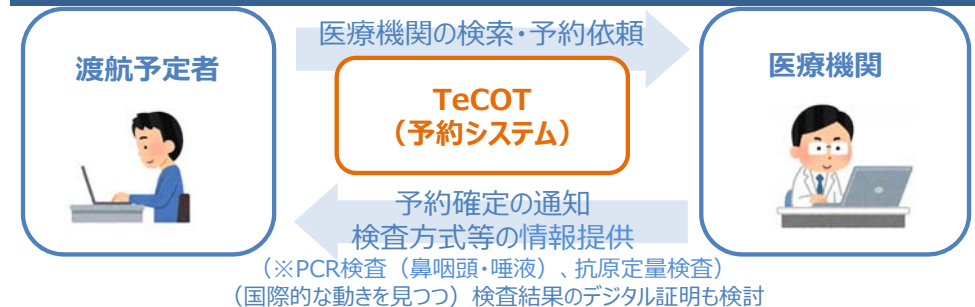 医療機関の検索・予約依頼
渡航予定者
医療機関
TeCOT
（予約システム）
予約確定の通知
検査方式等の情報提供
（※PCR検査（鼻咽頭・唾液）、抗原定量検査）
（国際的な動きを見つつ）検査結果のデジタル証明も検討